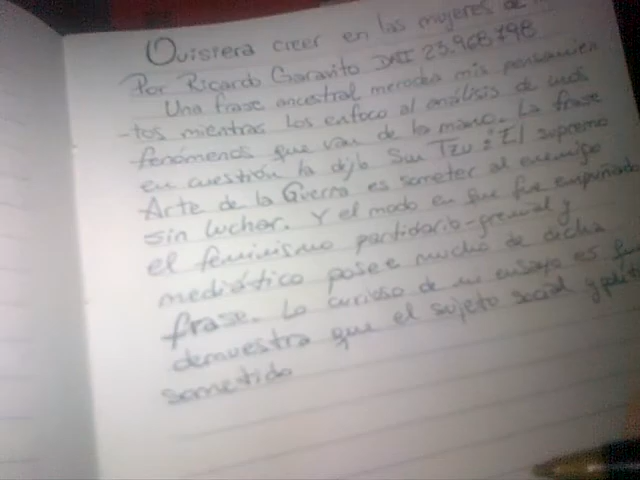 Quisiera creer en las mujeres de
Por Ricardo Garavito DNI 23.968.798
Una frase ancestral merodea mis pensamien
-tos mientras los enfoco al análisis de unos
fenómenos que van de la mano. La frase
en cuestión la dijo Sun Tzu: El supremo
Arte de la Guerra es someter al enemigo
sin luchar. Y el modo en que fue empuñado
el feminismo partidario-gremial y
mediático posee mucho de dicha
frase. Lo curioso de mi ensayo es que
demuestra que el sujeto social y
sometido